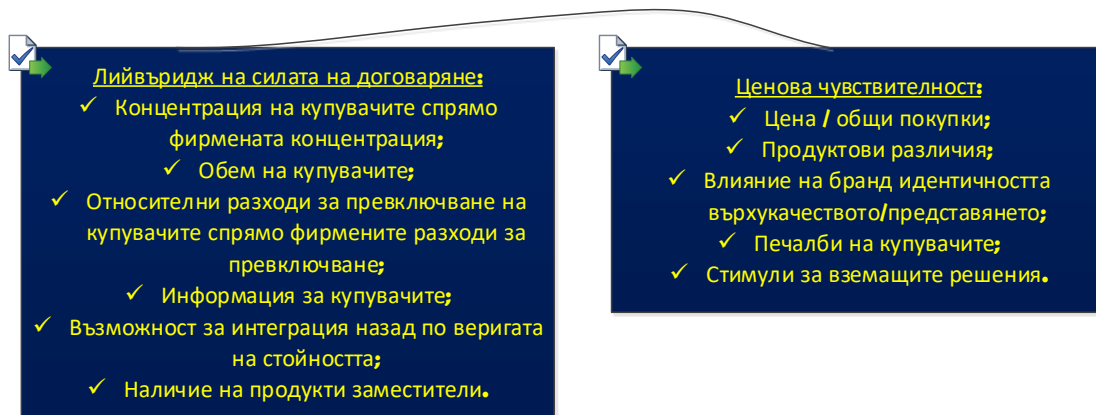 Лийвъридж на силата на договаряне:
✓ Концентрация на купувачите спрямо
фирмената концентрация;
✓ Обем на купувачите;
✓ Относителни разходи за превключване на
купувачите спрямо фирмените разходи за
превключване;
✓ Информация за купувачите;
✓ Възможност за интеграция назад по веригата
на стойността;
✓ Наличие на продукти заместители.
Ценова чувствителност:
✓ Цена / общи покупки;
✓ Продуктови различия;
✓ Влияние на бранд идентичността
върхукачеството/представянето;
✓ Печалби на купувачите;
✓ Стимули за вземащите решения.